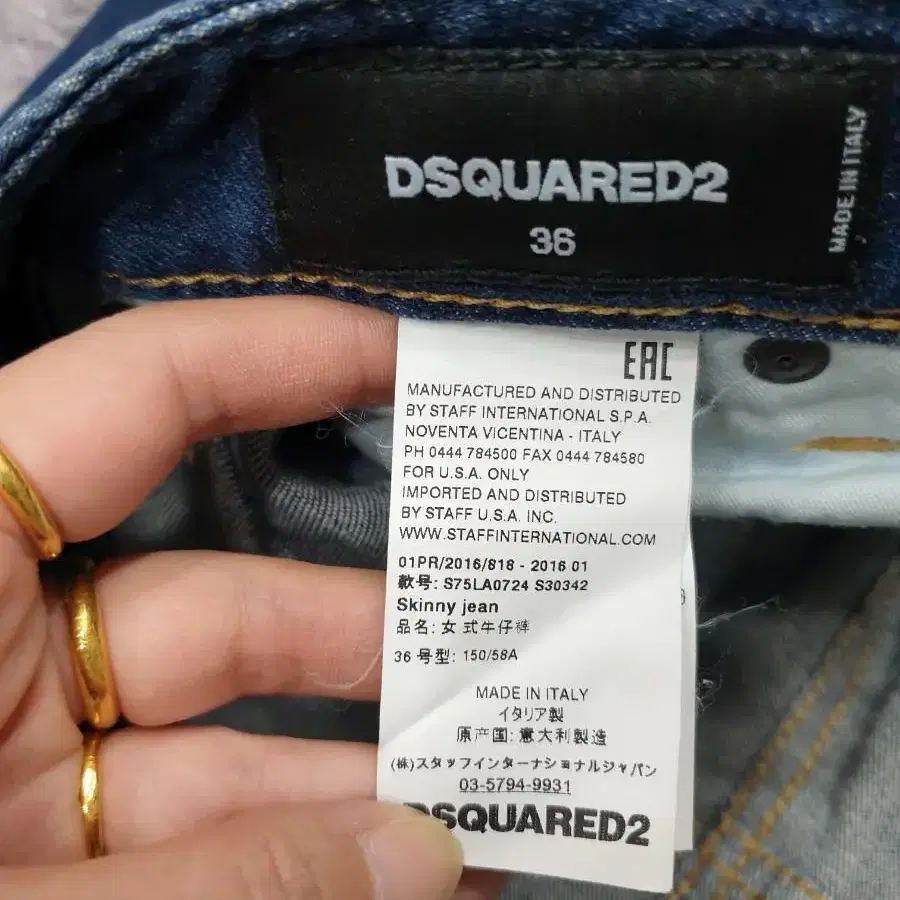 DSQUARED2
36
MADE IN ITALY
EAC
MANUFACTURED AND DISTRIBUTED
BY STAFF INTERNATIONAL S.P.A.
NOVENTA VICENTINA - ITALY
PH 0444 784500 FAX 0444 784580
FOR U.S.A. ONLY
IMPORTED AND DISTRIBUTED
BY STAFF U.S.A. INC.
WWW.STAFFINTERNATIONAL.COM
01PR/2016/818 - 2016 01
款号: S75LA0724 S30342
Skinny jean
品名: 女式牛仔裤
36 号型: 150/58A
MADE IN ITALY
イタリア製
原产国: 意大利製造
(株)スタッフインターナショナルジャパン
03-5794-9931
DSQUARED2